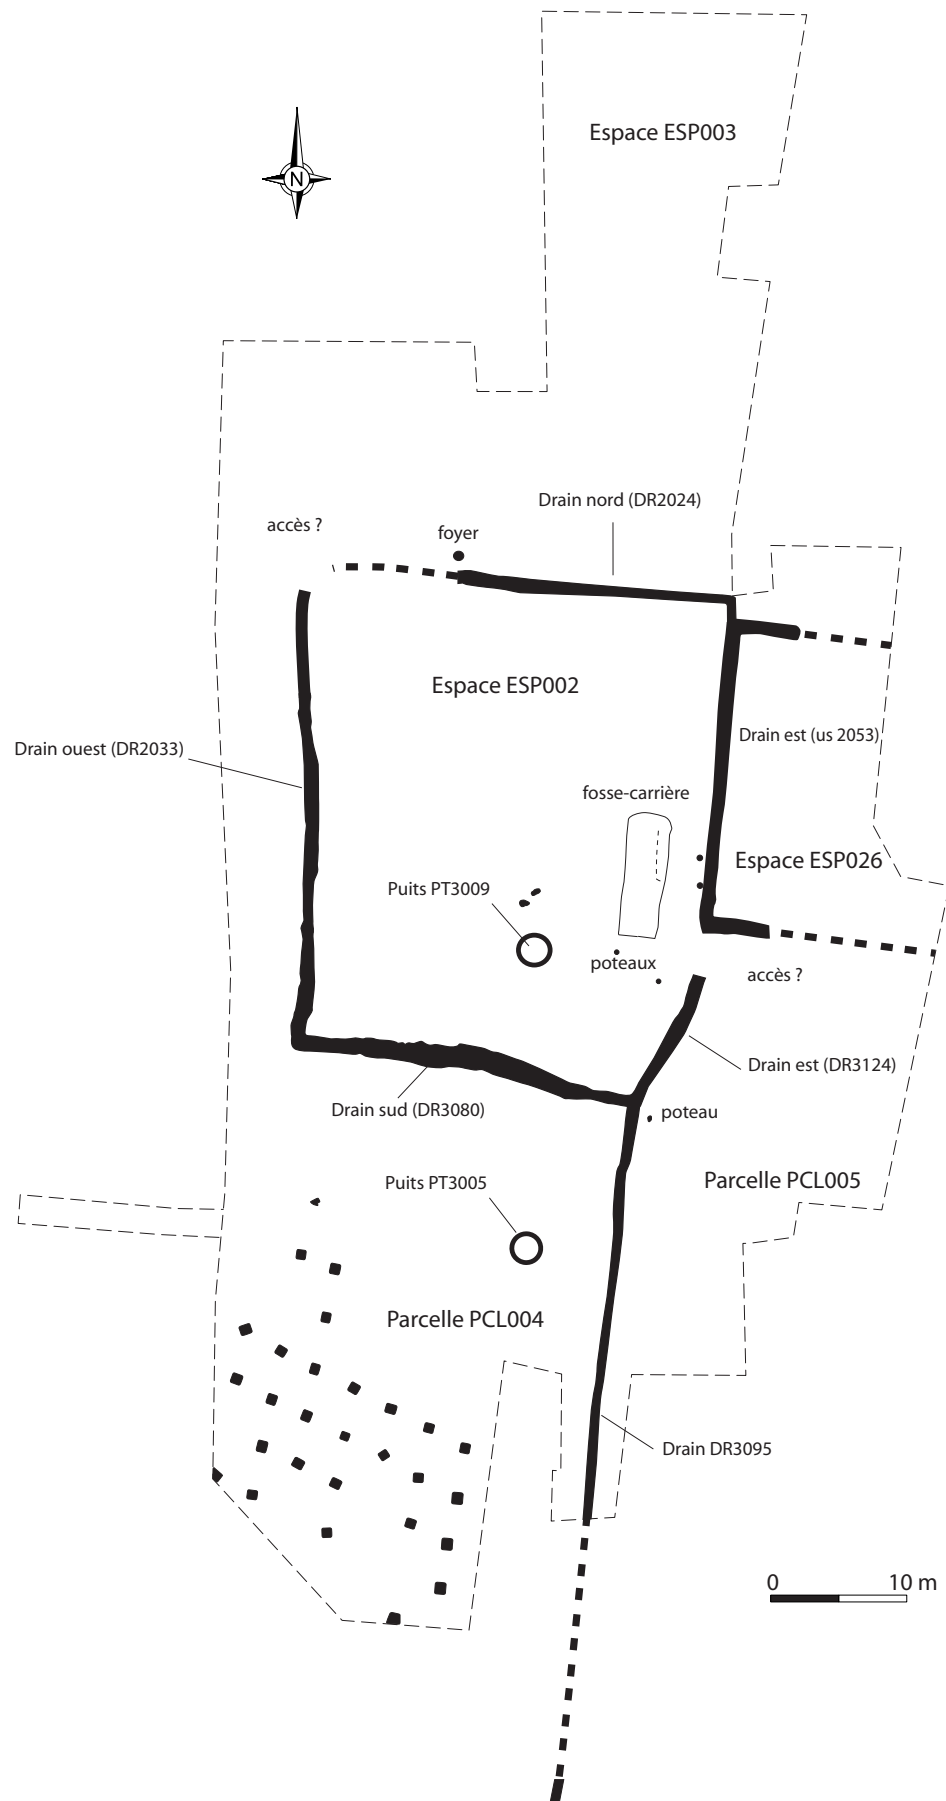 Espace ESP003
N
Drain nord (DR2024)
accès ?
foyer
Espace ESP002
Drain est (us 2053)
Drain ouest (DR2033)
fosse-carrière
Espace ESP026
Puits PT3009
poteaux
accès ?
Drain est (DR3124)
Drain sud (DR3080)
poteau
Parcelle PCL005
Puits PT3005
Parcelle PCL004
Drain DR3095
0 10 m